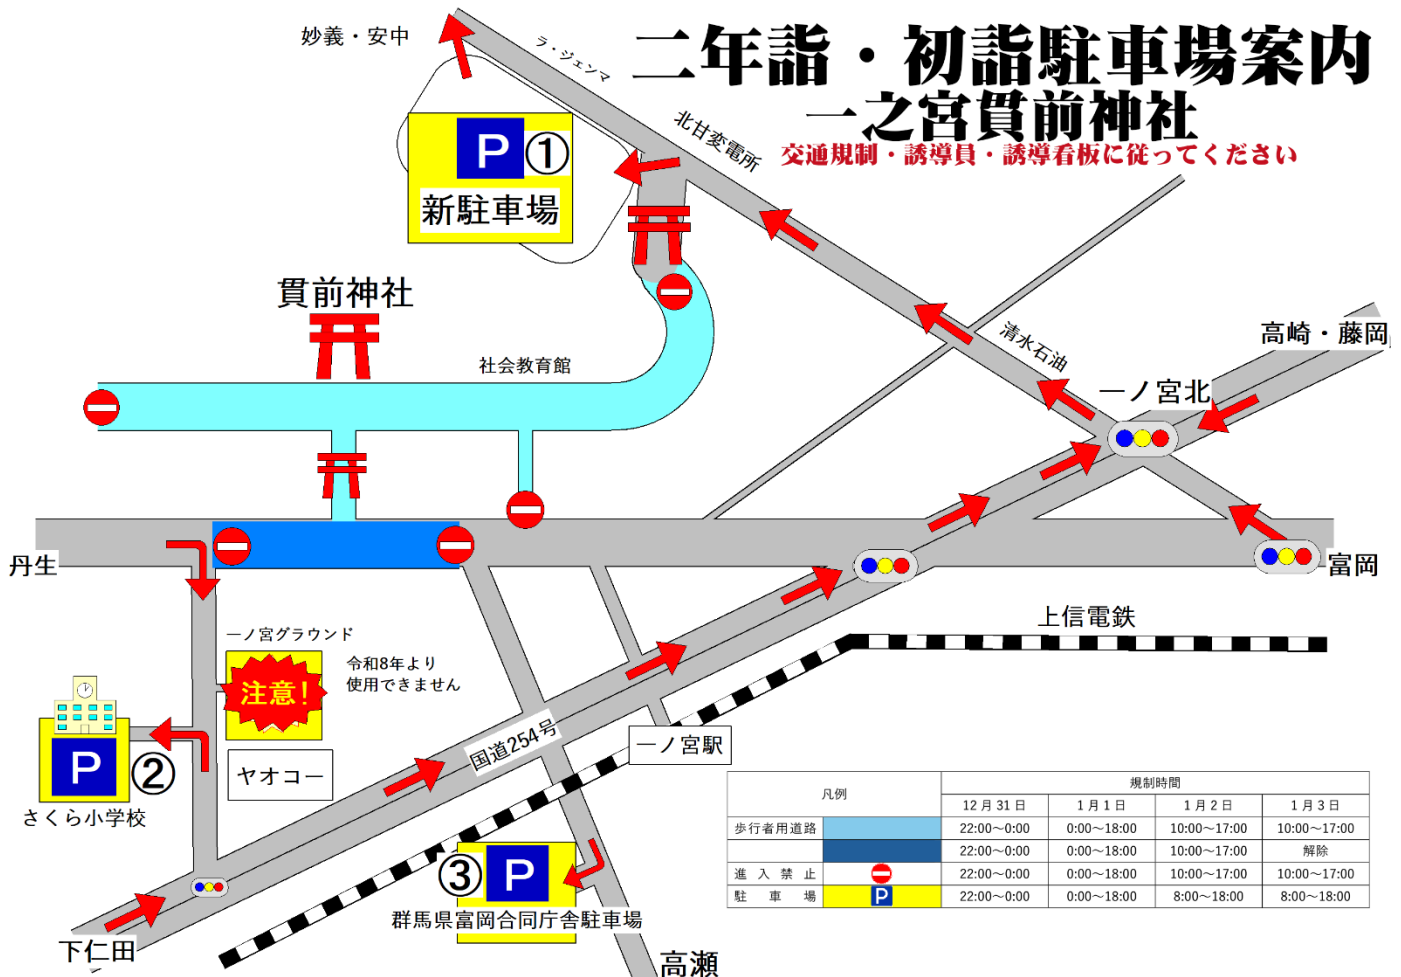 二年詣・初詣駐車場案内
一之宮貫前神社
交通規制・誘導員・誘導看板に従ってください
妙義・安中
ラ・ジェンマ
北甘変電所
P ①
新駐車場
貫前神社
社会教育館
清水石油
高崎・藤岡
一ノ宮北
丹生
富岡
上信電鉄
一ノ宮グラウンド
令和8年より
使用できません
注意!
P ②
さくら小学校
ヤオコー
国道254号
一ノ宮駅
③ P
群馬県富岡合同庁舎駐車場
下仁田
高瀬
凡例 規制時間
12月31日 1月1日 1月2日 1月3日
歩行者用道路 22:00～0:00 0:00～18:00 10:00～17:00 10:00～17:00
22:00～0:00 0:00～18:00 10:00～17:00 解除
進入禁止 22:00～0:00 0:00～18:00 10:00～17:00 10:00～17:00
駐車場 P 22:00～0:00 0:00～18:00 8:00～18:00 8:00～18:00